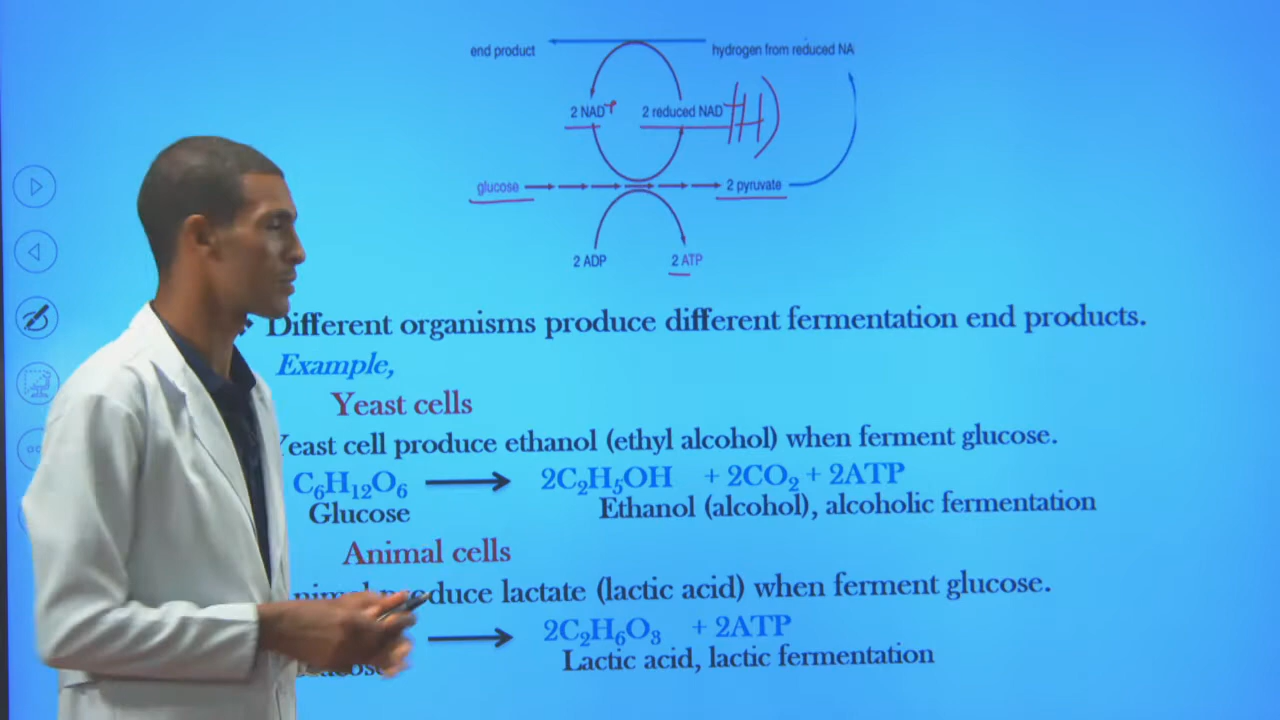 end product hydrogen from reduced NA
2 NAD+ 2 reduced NAD (H)
glucose 2 pyruvate
2 ADP 2 ATP
Different organisms produce different fermentation end products.
Example,
Yeast cells
Yeast cell produce ethanol (ethyl alcohol) when ferment glucose.
C₆H₁₂O₆ → 2C₂H₅OH + 2CO₂ + 2ATP
Glucose Ethanol (alcohol), alcoholic fermentation
Animal cells
produce lactate (lactic acid) when ferment glucose.
→ 2C₂H₆O₃ + 2ATP
Lactic acid, lactic fermentation